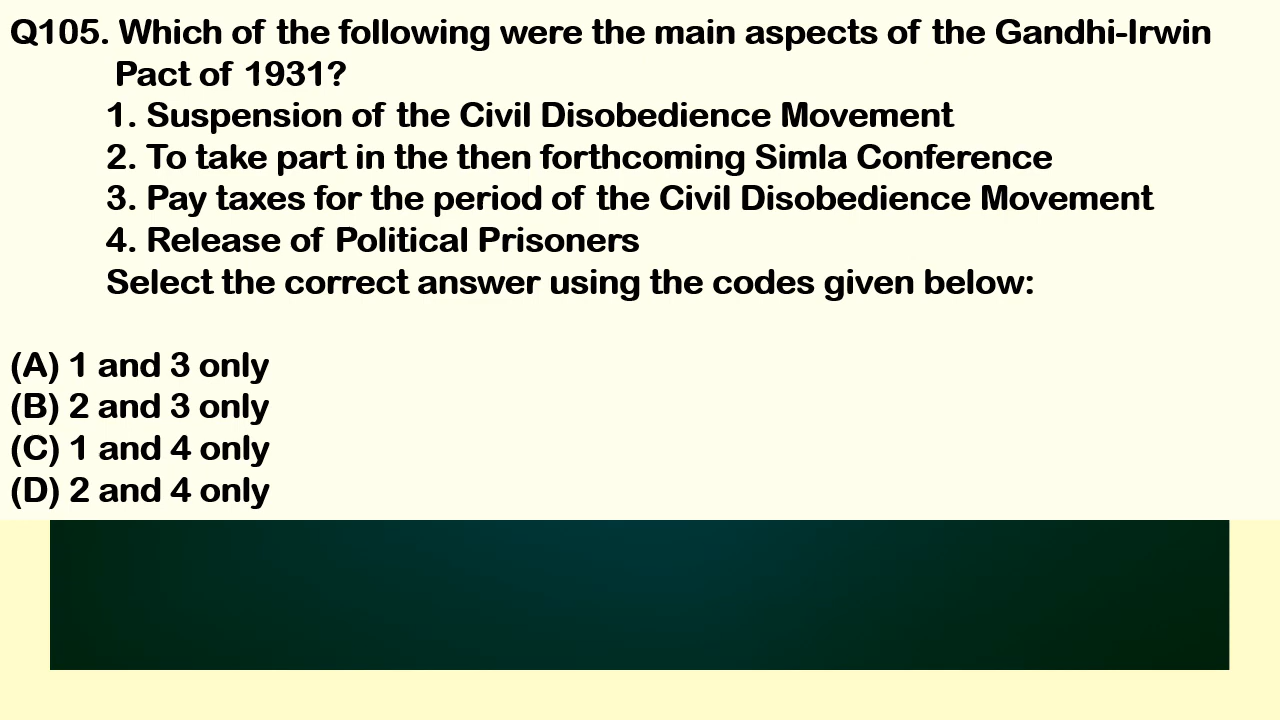 Q105. Which of the following were the main aspects of the Gandhi-Irwin
Pact of 1931?
1. Suspension of the Civil Disobedience Movement
2. To take part in the then forthcoming Simla Conference
3. Pay taxes for the period of the Civil Disobedience Movement
4. Release of Political Prisoners
Select the correct answer using the codes given below:
(A) 1 and 3 only
(B) 2 and 3 only
(C) 1 and 4 only
(D) 2 and 4 only